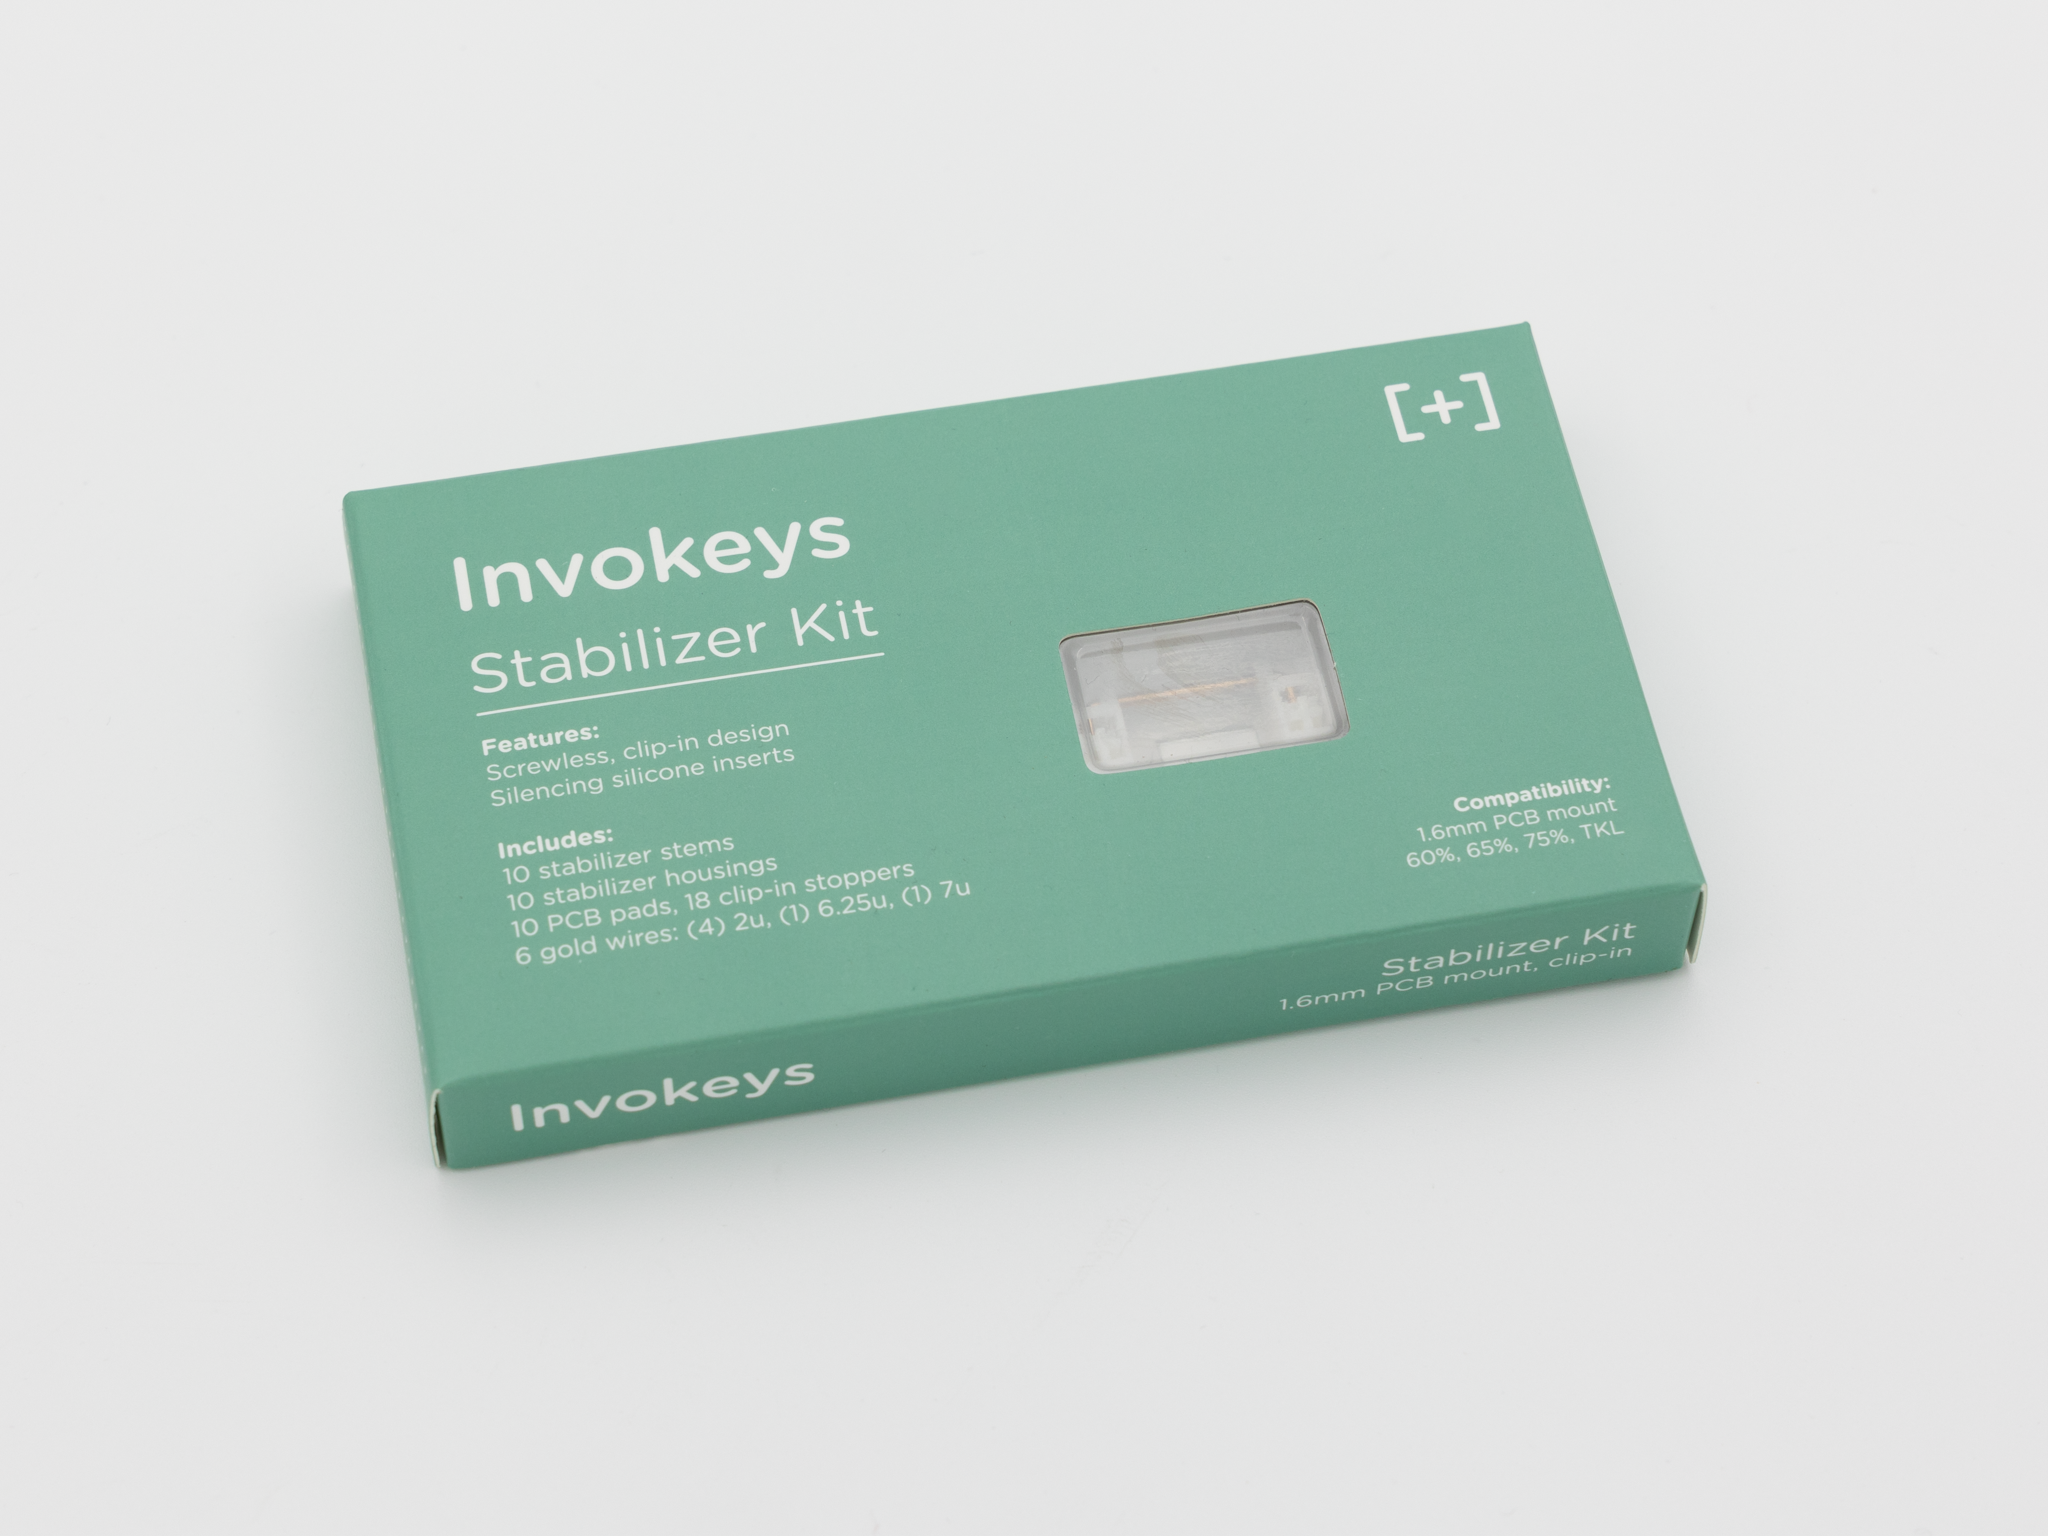 [+]
Invokeys
Stabilizer Kit
Features:
Screwless, clip-in design
Silencing silicone inserts
Includes:
10 stabilizer stems
10 stabilizer housings
10 PCB pads, 18 clip-in stoppers
6 gold wires: (4) 2u, (1) 6.25u, (1) 7u
Compatibility:
1.6mm PCB mount
60%, 65%, 75%, TKL
Invokeys
Stabilizer Kit
1.6mm PCB mount, clip-in